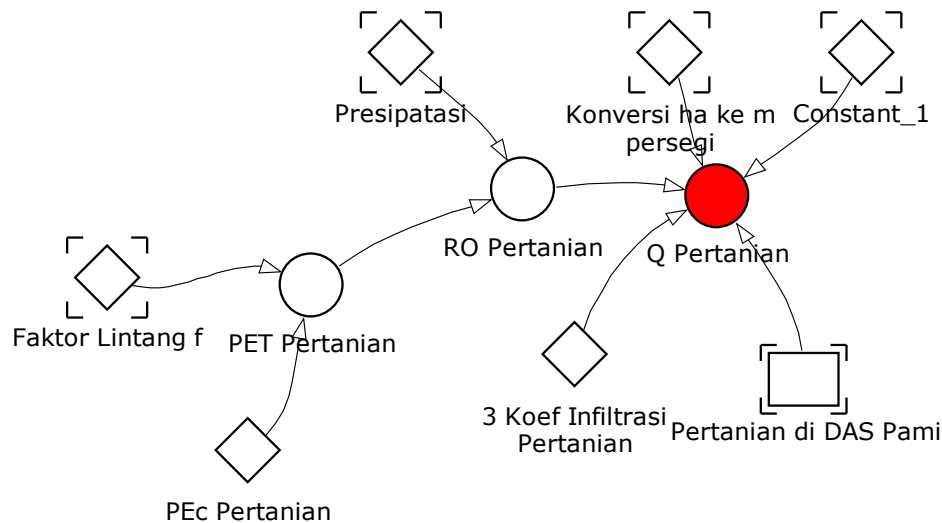 Presipatasi
Konversi ha ke m
persegi
Constant_1
RO Pertanian
Q Pertanian
Faktor Lintang f
PET Pertanian
3 Koef Infiltrasi
Pertanian
Pertanian di DAS Pami
PEc Pertanian